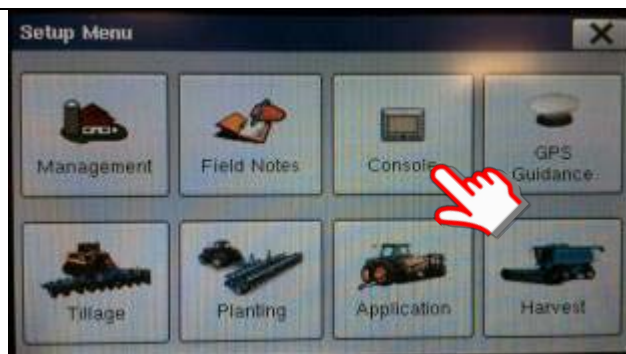 Setup Menu
Management
Field Notes
Console
GPS
Guidance
Tillage
Planting
Application
Harvest